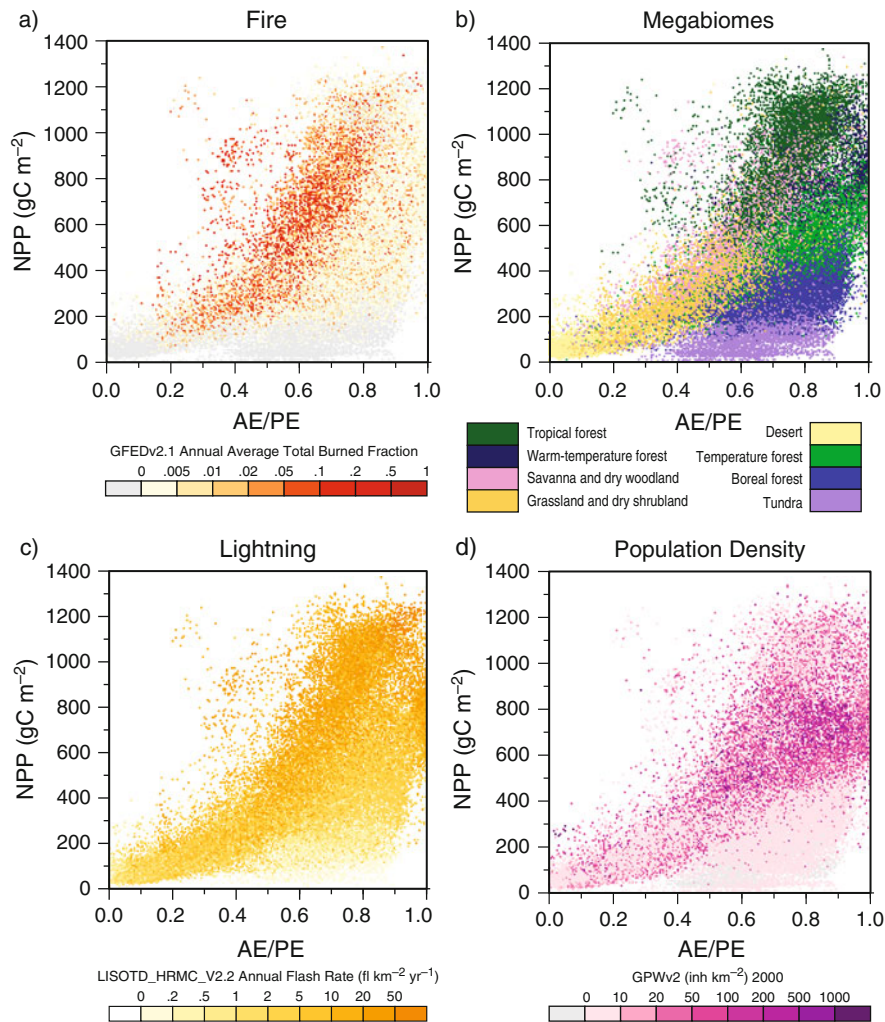 a) Fire
1400
1200
1000
800
600
400
200
0
NPP (gC m⁻²)
0.0 0.2 0.4 0.6 0.8 1.0
AE/PE
GFEDv2.1 Annual Average Total Burned Fraction
0 .005 .01 .02 .05 .1 .2 .5 1
b) Megabiomes
1400
1200
1000
800
600
400
200
0
NPP (gC m⁻²)
0.0 0.2 0.4 0.6 0.8 1.0
AE/PE
Tropical forest
Warm-temperature forest
Savanna and dry woodland
Grassland and dry shrubland
Desert
Temperature forest
Boreal forest
Tundra
c) Lightning
1400
1200
1000
800
600
400
200
0
NPP (gC m⁻²)
0.0 0.2 0.4 0.6 0.8 1.0
AE/PE
LISOTD_HRMC_V2.2 Annual Flash Rate (fl km⁻² yr⁻¹)
0 .2 .5 1 2 5 10 20 50
d) Population Density
1400
1200
1000
800
600
400
200
0
NPP (gC m⁻²)
0.0 0.2 0.4 0.6 0.8 1.0
AE/PE
GPWv2 (inh km⁻²) 2000
0 10 20 50 100 200 500 1000